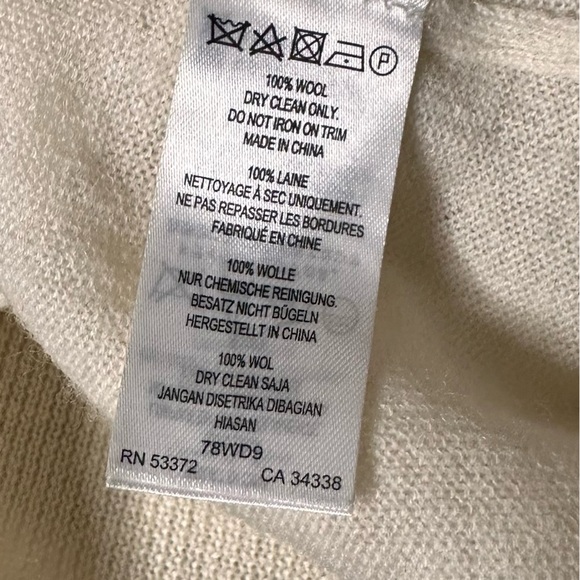 P
100% WOOL
DRY CLEAN ONLY.
DO NOT IRON ON TRIM
MADE IN CHINA
100% LAINE
NETTOYAGE À SEC UNIQUEMENT.
NE PAS REPASSER LES BORDURES
FABRIQUÉ EN CHINE
100% WOLLE
NUR CHEMISCHE REINIGUNG.
BESATZ NICHT BÜGELN
HERGESTELLT IN CHINA
100% WOL
DRY CLEAN SAJA
JANGAN DISETRIKA DIBAGIAN
HIASAN
78WD9
RN 53372 CA 34338